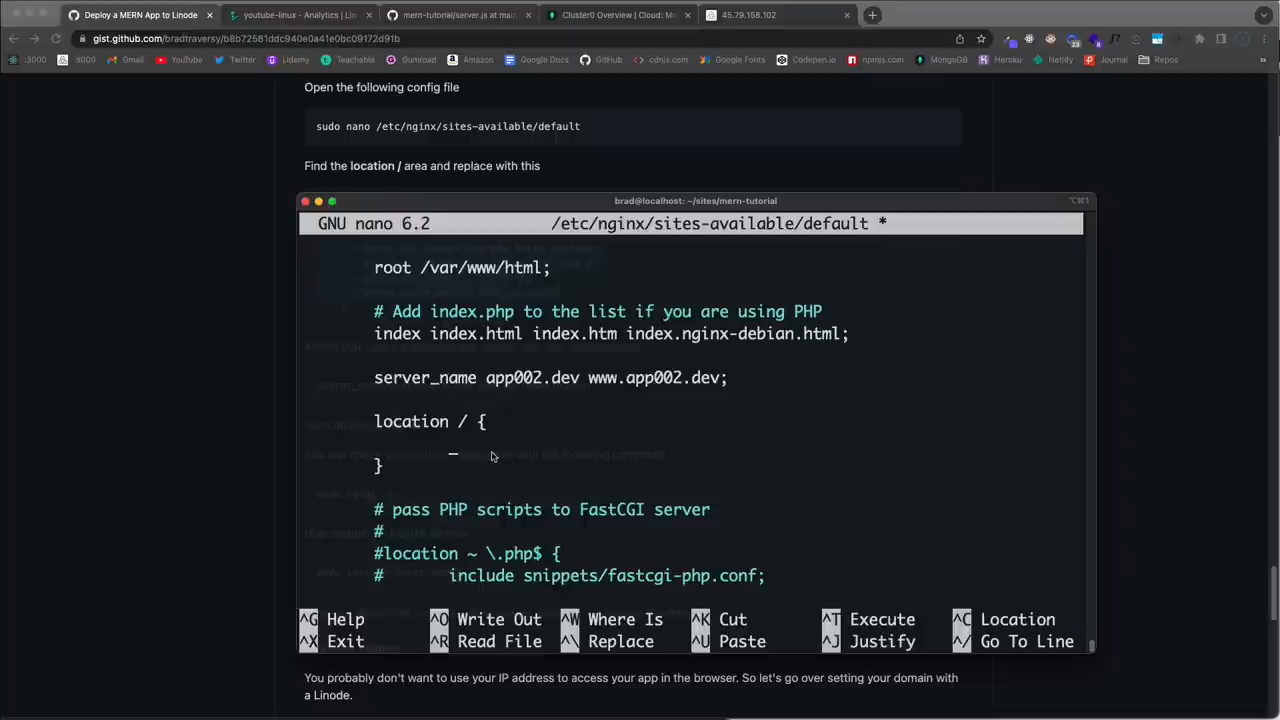 Deploy a MERN App to Linode
youtube-linux - Analytics | Lin
mern-tutorial/server.js at main
Cluster0 Overview | Cloud: Mo
45.79.158.102
gist.github.com/bradtraversy/b8b72581ddc940e0a41e0bc09172d91b
:3000
:5000
Gmail
YouTube
Twitter
Udemy
Teachable
Gumroad
Amazon
Google Docs
GitHub
cdnjs.com
Google Fonts
Codepen.io
npmjs.com
MongoDB
Heroku
Netlify
Journal
Repos
Open the following config file
sudo nano /etc/nginx/sites-available/default
Find the location / area and replace with this
brad@localhost: ~/sites/mern-tutorial
⌥⌘1
GNU nano 6.2 /etc/nginx/sites-available/default *
root /var/www/html;
# Add index.php to the list if you are using PHP
index index.html index.htm index.nginx-debian.html;
server_name app002.dev www.app002.dev;
location / {
}
# pass PHP scripts to FastCGI server
#
#location ~ \.php$ {
# include snippets/fastcgi-php.conf;
^G Help ^O Write Out ^W Where Is ^K Cut ^T Execute ^C Location
^X Exit ^R Read File ^\ Replace ^U Paste ^J Justify ^/ Go To Line
You probably don't want to use your IP address to access your app in the browser. So let's go over setting your domain with
a Linode.